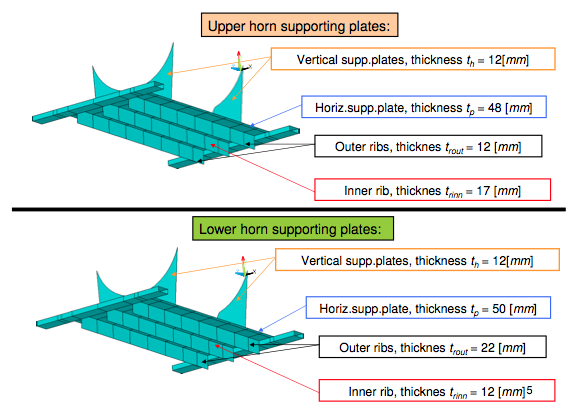 Upper horn supporting plates:
Vertical supp.plates, thickness th = 12[mm]
Horiz.supp.plate, thickness tp = 48 [mm]
Outer ribs, thicknes trout = 12 [mm]
Inner rib, thicknes trinn = 17 [mm]
Lower horn supporting plates:
Vertical supp.plates, thickness th = 12[mm]
Horiz.supp.plate, thickness tp = 50 [mm]
Outer ribs, thicknes trout = 22 [mm]
Inner rib, thicknes trinn = 12 [mm]5